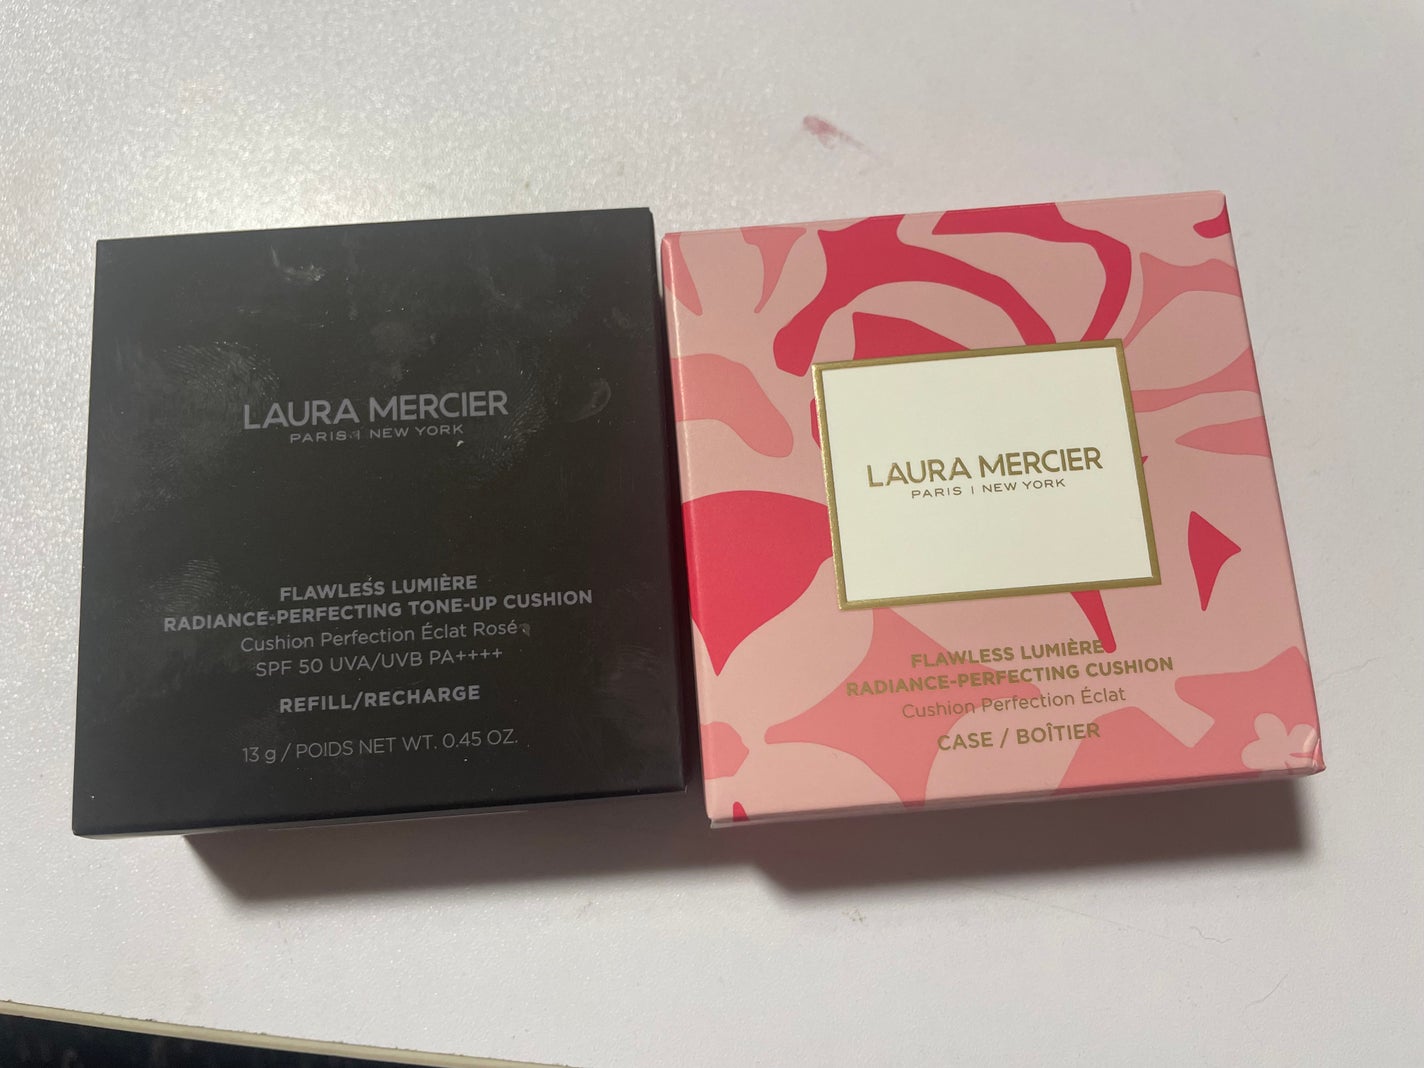 LAURA MERCIER
PARIS | NEW YORK
FLAWLESS LUMIÈRE
RADIANCE-PERFECTING TONE-UP CUSHION
Cushion Perfection Éclat Rosé
SPF 50 UVA/UVB PA++++
REFILL/RECHARGE
13 g / POIDS NET WT. 0.45 OZ.
LAURA MERCIER
PARIS | NEW YORK
FLAWLESS LUMIÈRE
RADIANCE-PERFECTING CUSHION
Cushion Perfection Éclat
CASE / BOÎTIER